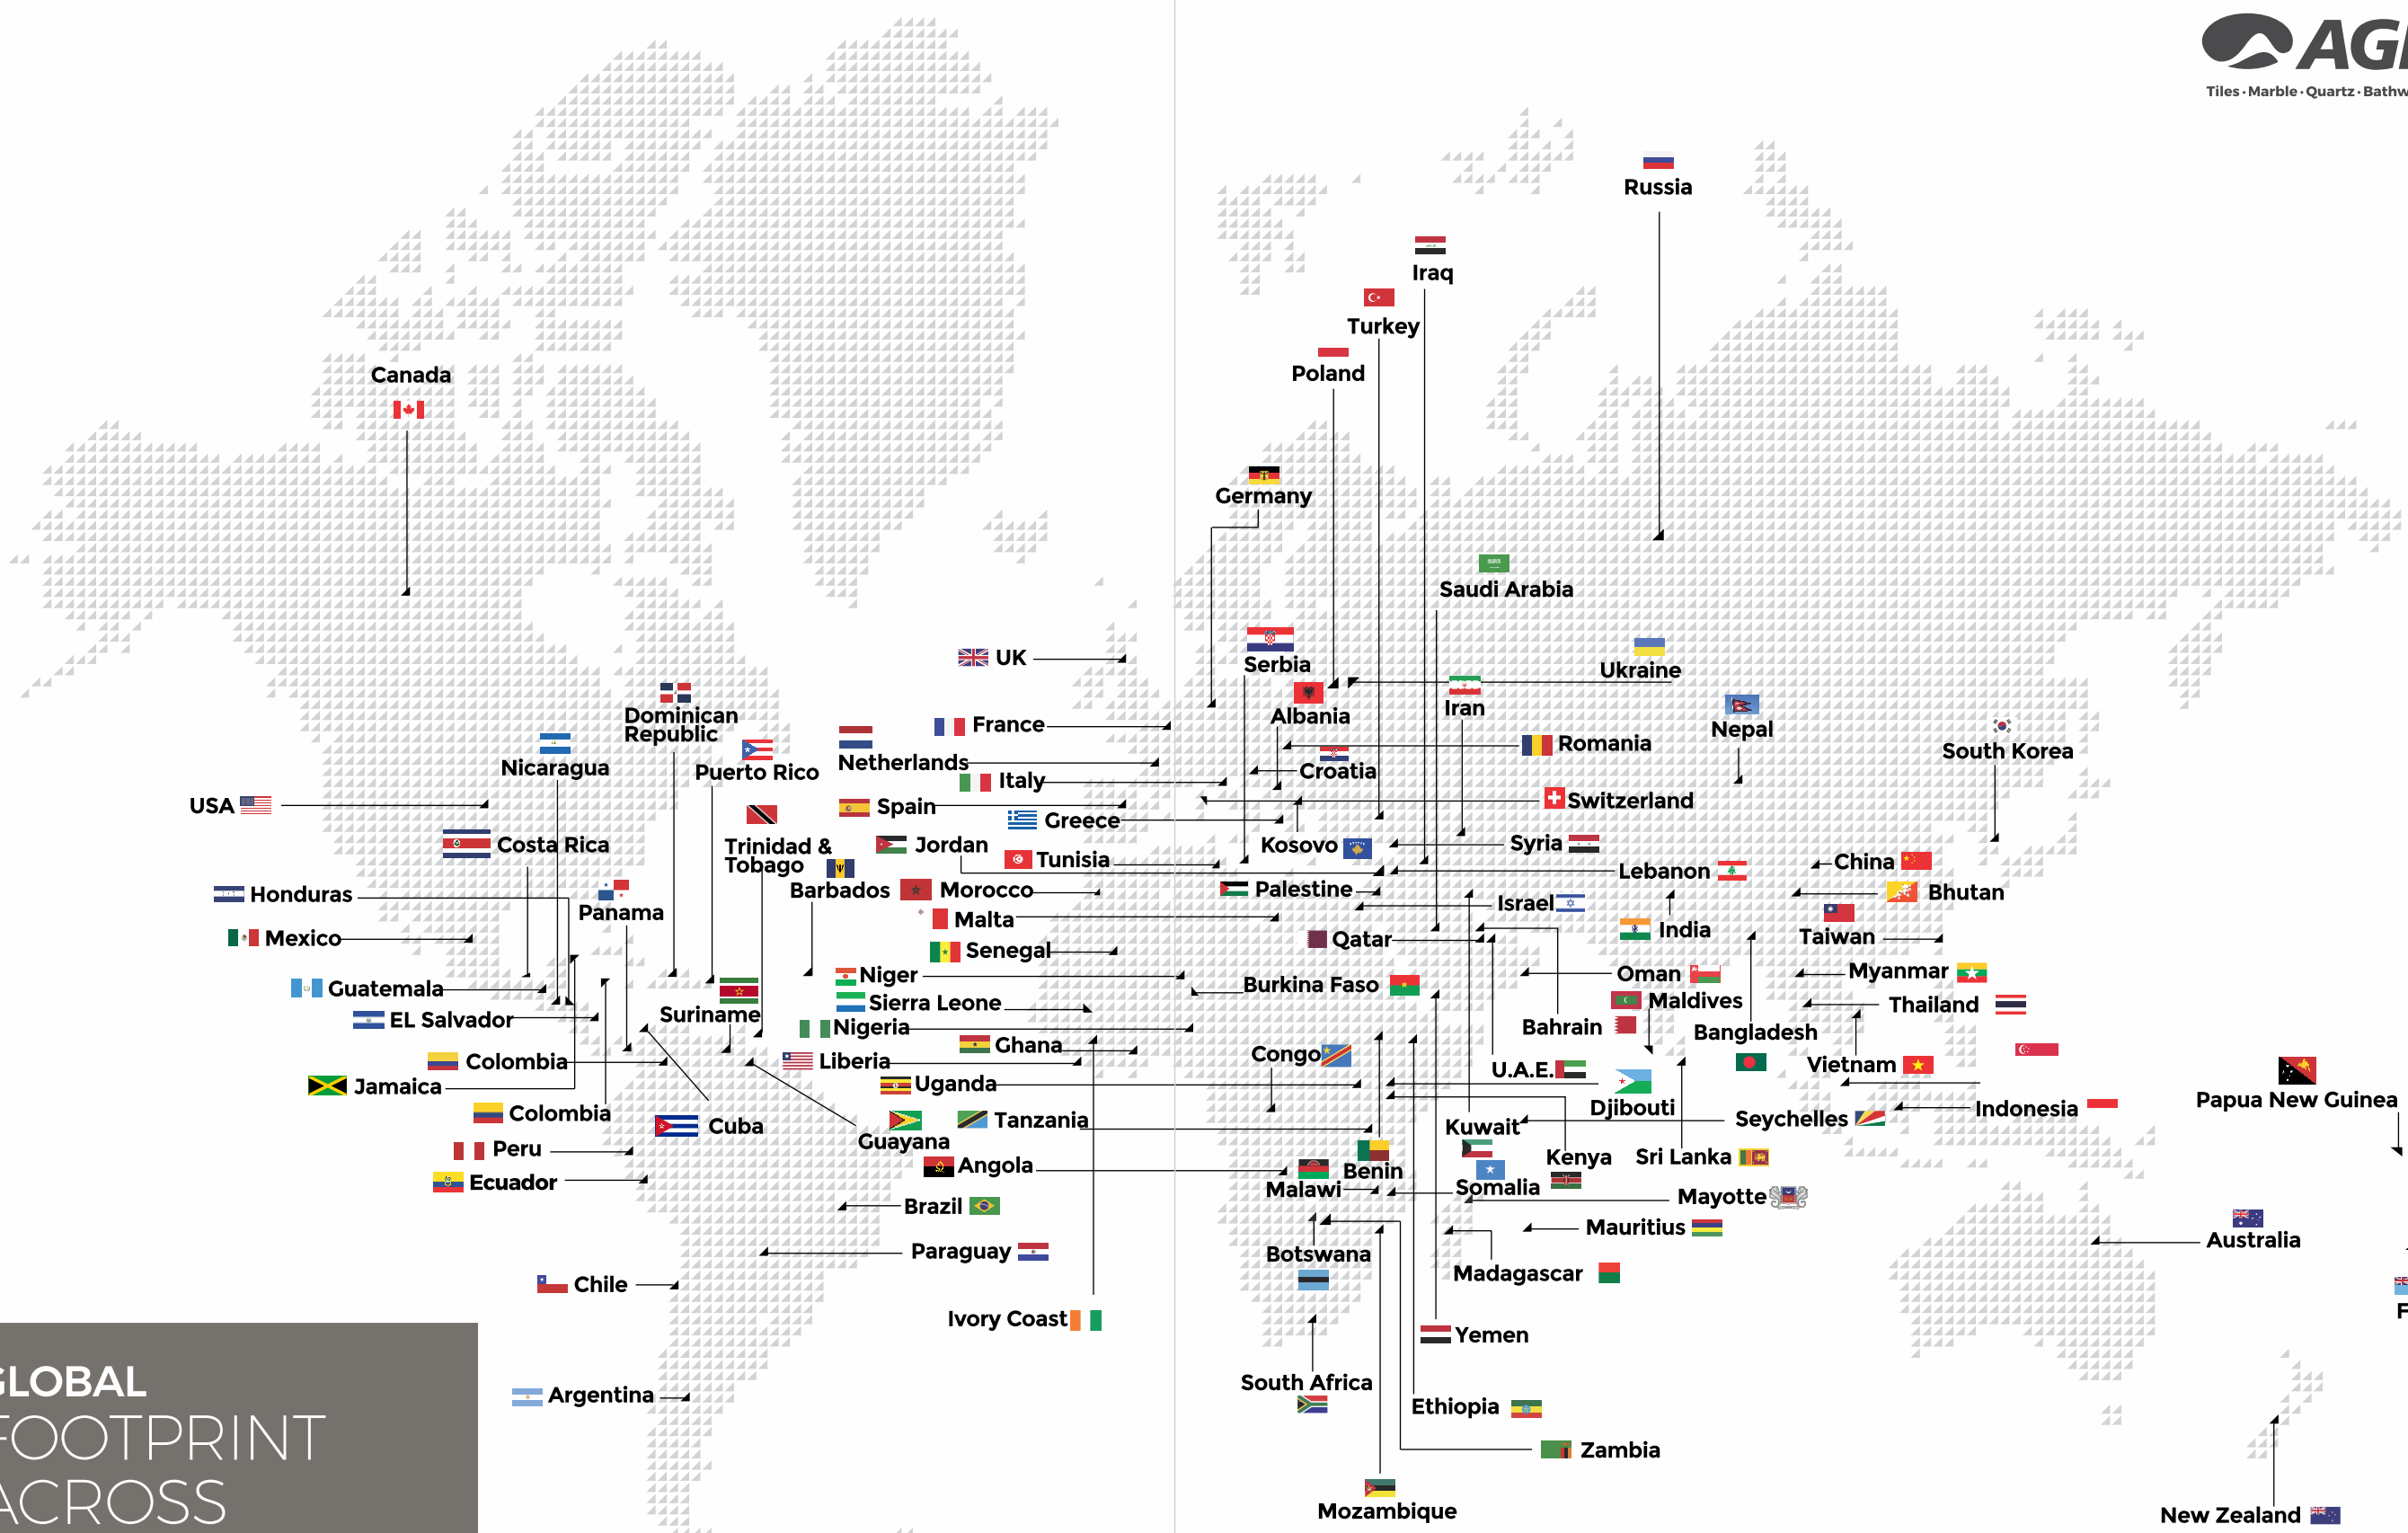 AGL
Tiles · Marble · Quartz · Bathw
Russia
Iraq
Turkey
Poland
Canada
Germany
Saudi Arabia
UK
Serbia
Ukraine
Albania
Iran
Dominican
Republic
France
Nepal
Romania
South Korea
Nicaragua
Puerto Rico
Netherlands
Croatia
Italy
USA
Spain
Switzerland
Greece
Costa Rica
Trinidad &
Tobago
Jordan
Kosovo
Syria
Tunisia
China
Lebanon
Honduras
Barbados
Morocco
Palestine
Bhutan
Israel
Panama
Malta
India
Mexico
Qatar
Taiwan
Senegal
Niger
Oman
Myanmar
Guatemala
Burkina Faso
Sierra Leone
Maldives
Thailand
EL Salvador
Suriname
Nigeria
Bahrain
Bangladesh
Ghana
Colombia
Liberia
Congo
U.A.E.
Vietnam
Jamaica
Uganda
Papua New Guinea
Colombia
Djibouti
Indonesia
Cuba
Tanzania
Kuwait
Seychelles
Guayana
Peru
Kenya
Sri Lanka
Angola
Benin
Ecuador
Malawi
Somalia
Mayotte
Brazil
Mauritius
Australia
Paraguay
Botswana
Madagascar
Chile
F
Ivory Coast
Yemen
GLOBAL
FOOTPRINT
ACROSS
South Africa
Argentina
Ethiopia
Zambia
Mozambique
New Zealand